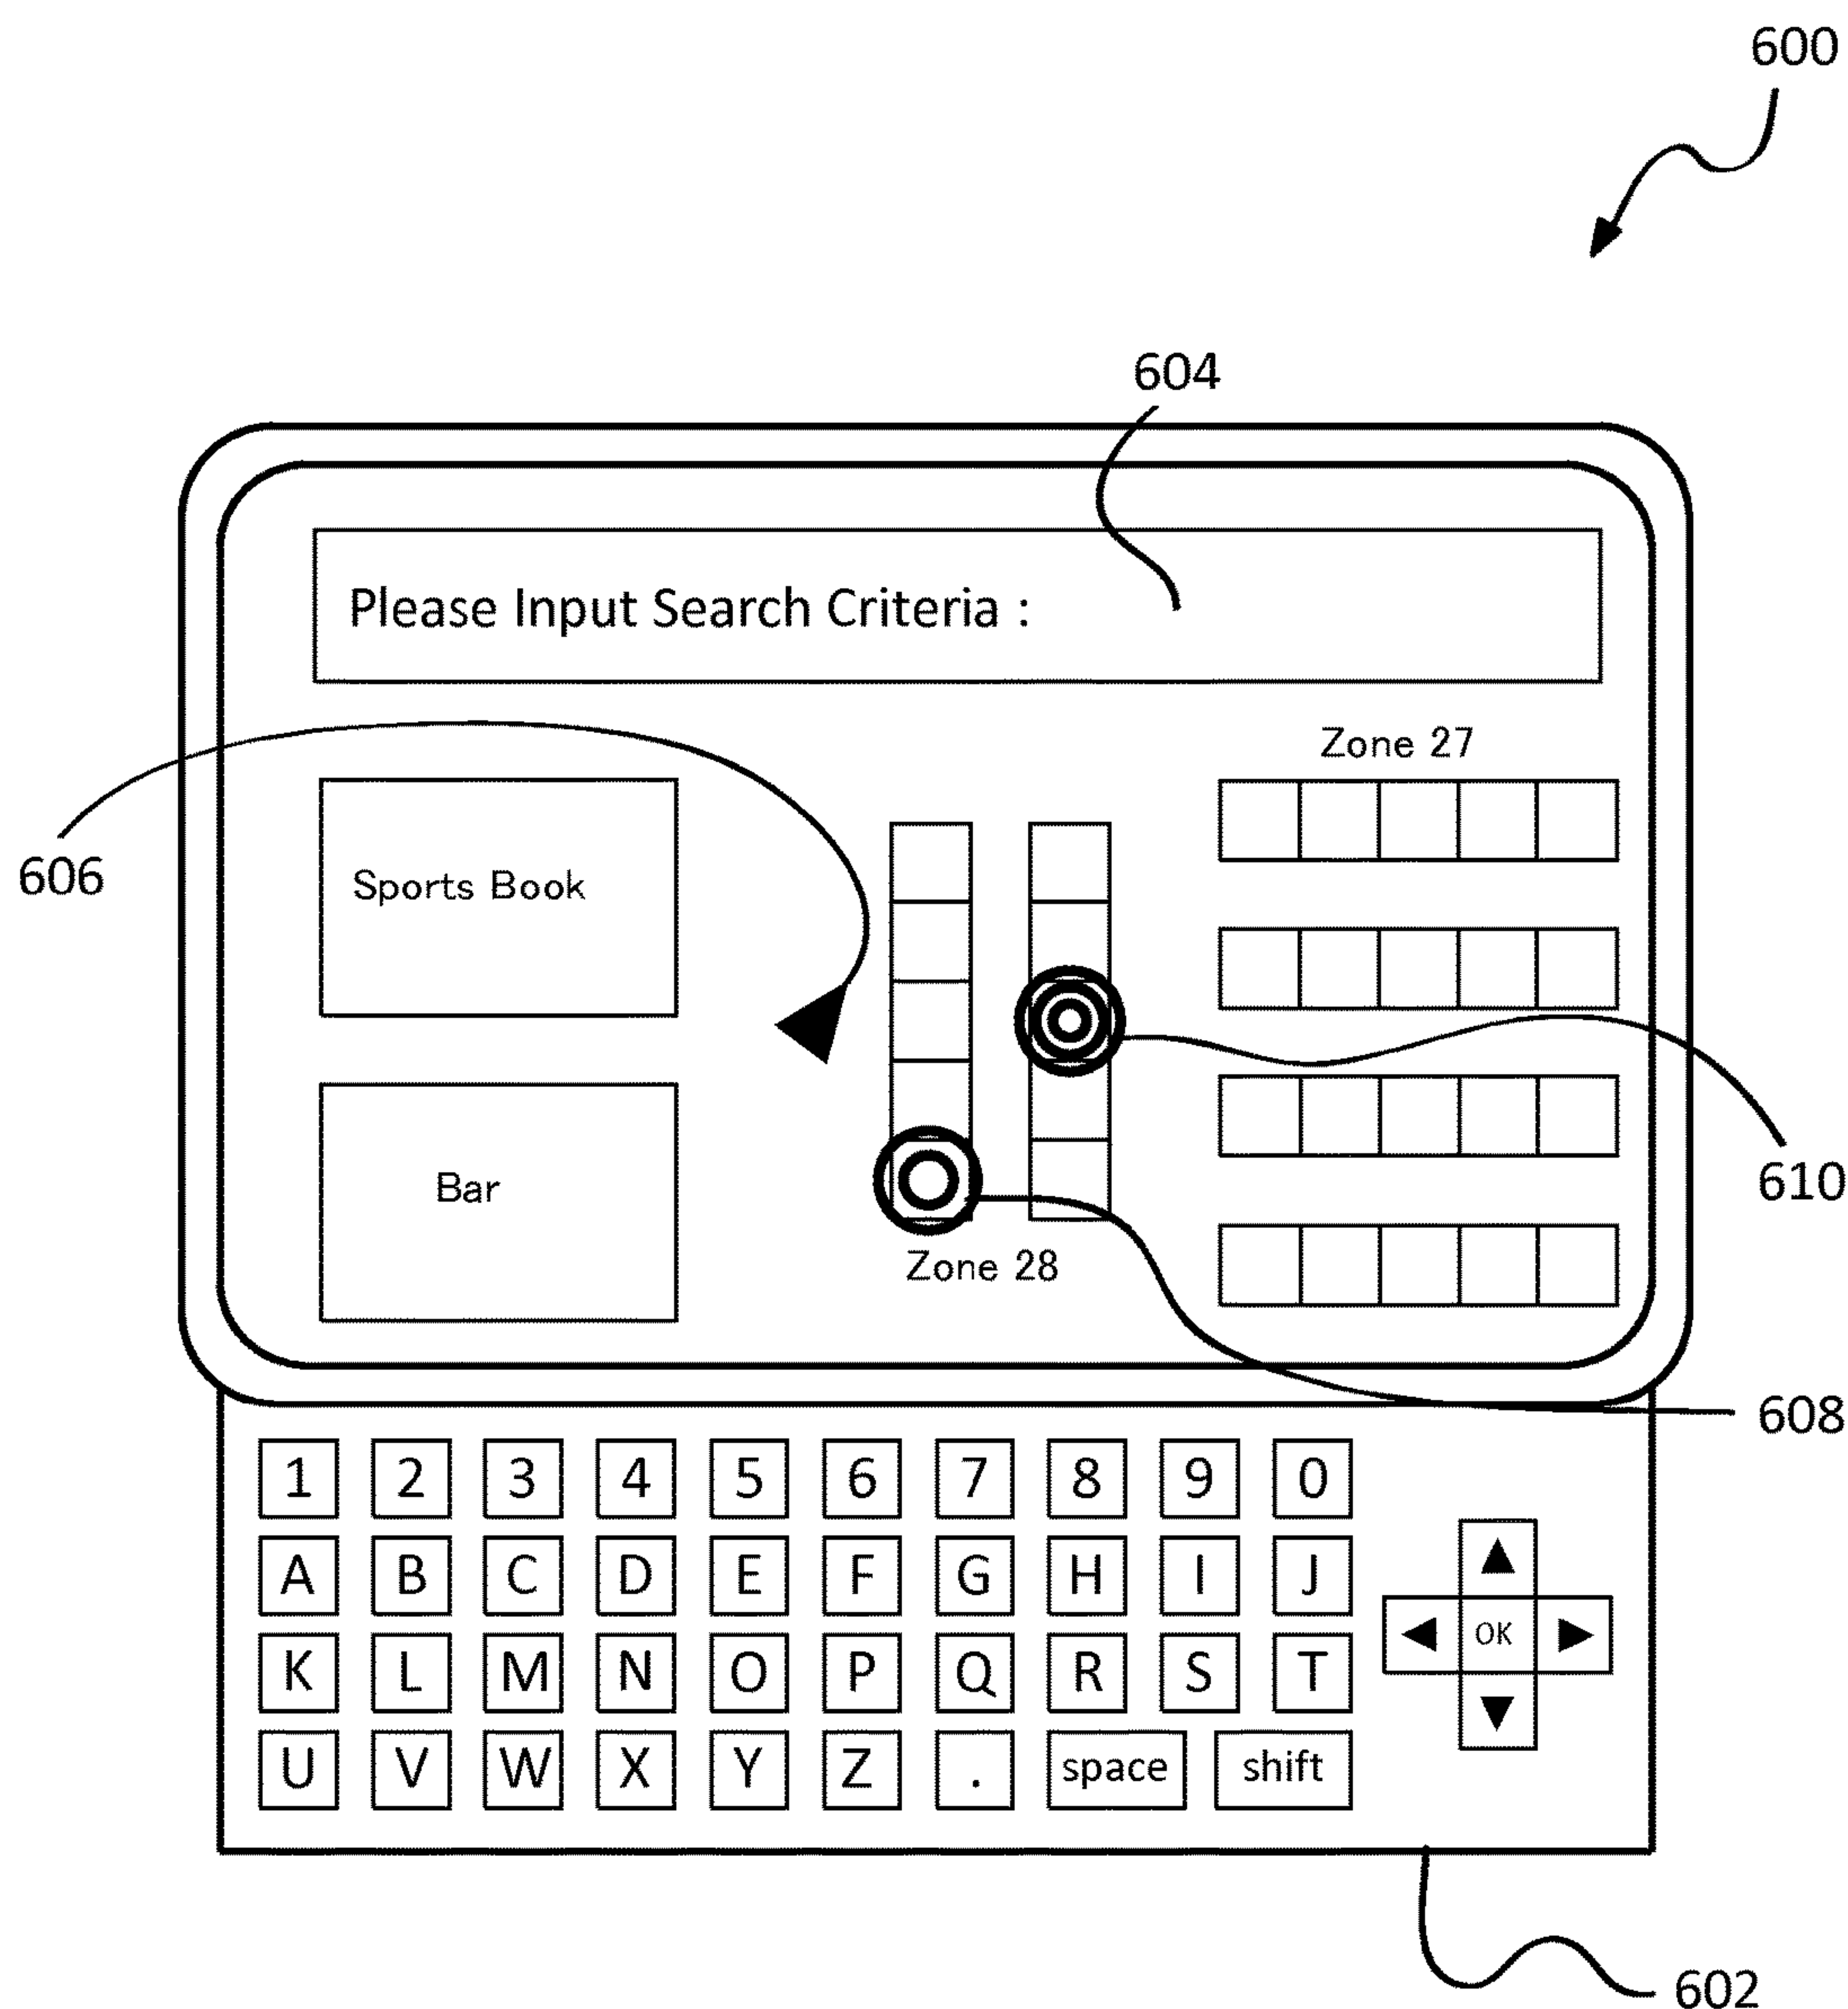 600
604
Please Input Search Criteria :
Zone 27
606
Sports Book
610
Bar
Zone 28
608
1 2 3 4 5 6 7 8 9 0
A B C D E F G H I J
OK
K L M N O P Q R S T
U V W X Y Z . space shift
602